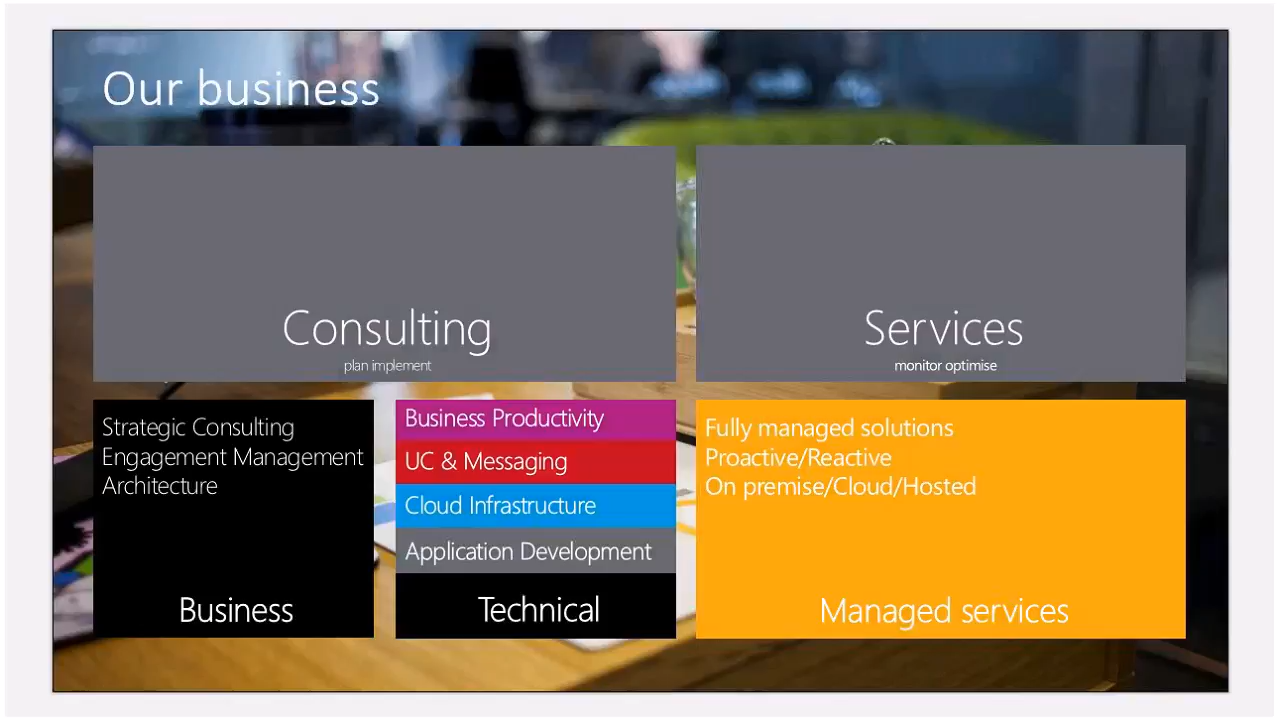 Our business
Consulting
plan implement
Services
monitor optimise
Strategic Consulting
Engagement Management
Architecture
Business
Business Productivity
UC & Messaging
Cloud Infrastructure
Application Development
Technical
Fully managed solutions
Proactive/Reactive
On premise/Cloud/Hosted
Managed services